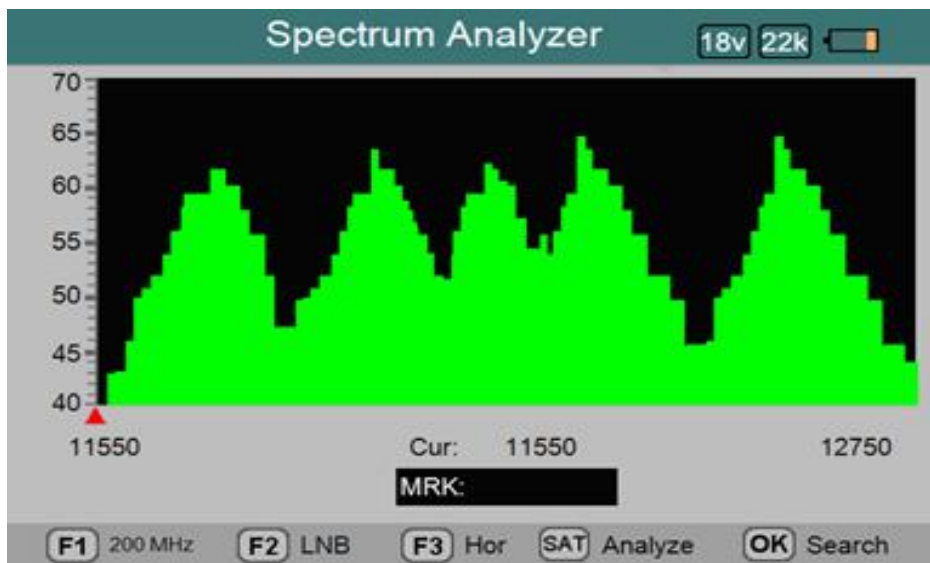 Spectrum Analyzer 18v 22k
70
65
60
55
50
45
40
11550 Cur: 11550 12750
MRK:
F1 200 MHz F2 LNB F3 Hor SAT Analyze OK Search